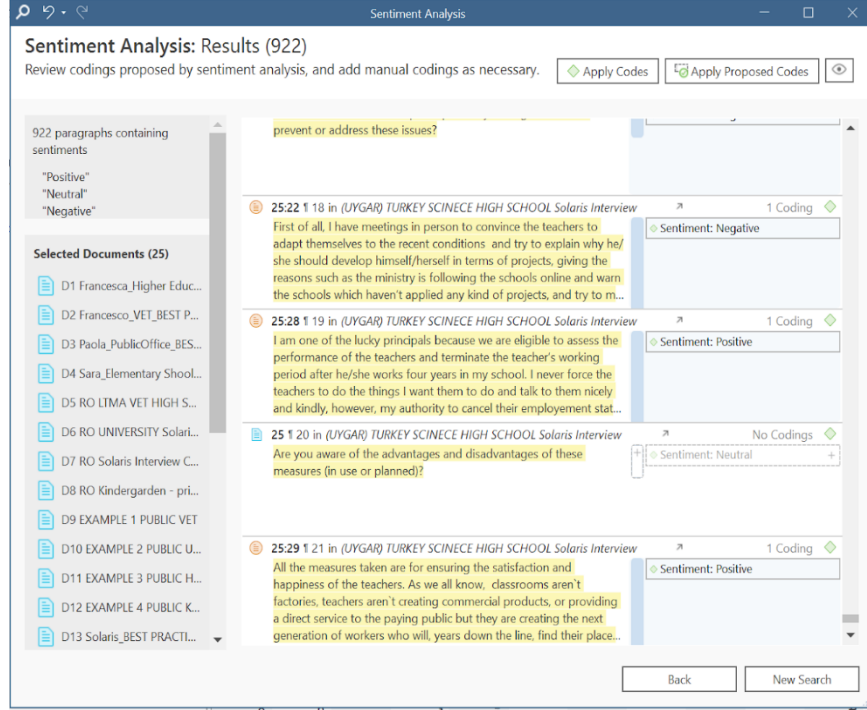 Sentiment Analysis
Sentiment Analysis: Results (922)
Review codings proposed by sentiment analysis, and add manual codings as necessary.
Apply Codes
Apply Proposed Codes
922 paragraphs containing
sentiments
"Positive"
"Neutral"
"Negative"
Selected Documents (25)
D1 Francesca_Higher Educ...
D2 Francesco_VET_BEST P...
D3 Paola_PublicOffice_BES...
D4 Sara_Elementary Shool...
D5 RO LTMA VET HIGH S...
D6 RO UNIVERSITY Solari...
D7 RO Solaris Interview C...
D8 RO Kindergarden - pri...
D9 EXAMPLE 1 PUBLIC VET
D10 EXAMPLE 2 PUBLIC U...
D11 EXAMPLE 3 PUBLIC H...
D12 EXAMPLE 4 PUBLIC K...
D13 Solaris_BEST PRACTI...
prevent or address these issues?
25:22 ¶ 18 in (UYGAR) TURKEY SCINECE HIGH SCHOOL Solaris Interview
1 Coding
First of all, I have meetings in person to convince the teachers to
adapt themselves to the recent conditions and try to explain why he/
she should develop himself/herself in terms of projects, giving the
reasons such as the ministry is following the schools online and warn
the schools which haven't applied any kind of projects, and try to m...
Sentiment: Negative
25:28 ¶ 19 in (UYGAR) TURKEY SCINECE HIGH SCHOOL Solaris Interview
1 Coding
I am one of the lucky principals because we are eligible to assess the
performance of the teachers and terminate the teacher's working
period after he/she works four years in my school. I never force the
teachers to do the things I want them to do and talk to them nicely
and kindly, however, my authority to cancel their employement stat...
Sentiment: Positive
25 ¶ 20 in (UYGAR) TURKEY SCINECE HIGH SCHOOL Solaris Interview
No Codings
Are you aware of the advantages and disadvantages of these
measures (in use or planned)?
Sentiment: Neutral
25:29 ¶ 21 in (UYGAR) TURKEY SCINECE HIGH SCHOOL Solaris Interview
1 Coding
All the measures taken are for ensuring the satisfaction and
happiness of the teachers. As we all know, classrooms aren`t
factories, teachers aren`t creating commercial products, or providing
a direct service to the paying public but they are creating the next
generation of workers who will, years down the line, find their place...
Sentiment: Positive
Back
New Search